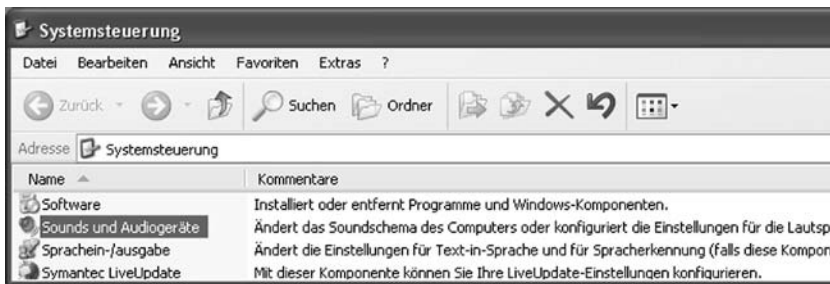 Systemsteuerung
Datei Bearbeiten Ansicht Favoriten Extras ?
Zurück Suchen Ordner
Adresse Systemsteuerung
Name Kommentare
Software Installiert oder entfernt Programme und Windows-Komponenten.
Sounds und Audiogeräte Ändert das Soundschema des Computers oder konfiguriert die Einstellungen für die Lautsp
Sprachein-/ausgabe Ändert die Einstellungen für Text-in-Sprache und für Spracherkennung (falls diese Kompon
Symantec LiveUpdate Mit dieser Komponente können Sie Ihre LiveUpdate-Einstellungen konfigurieren.